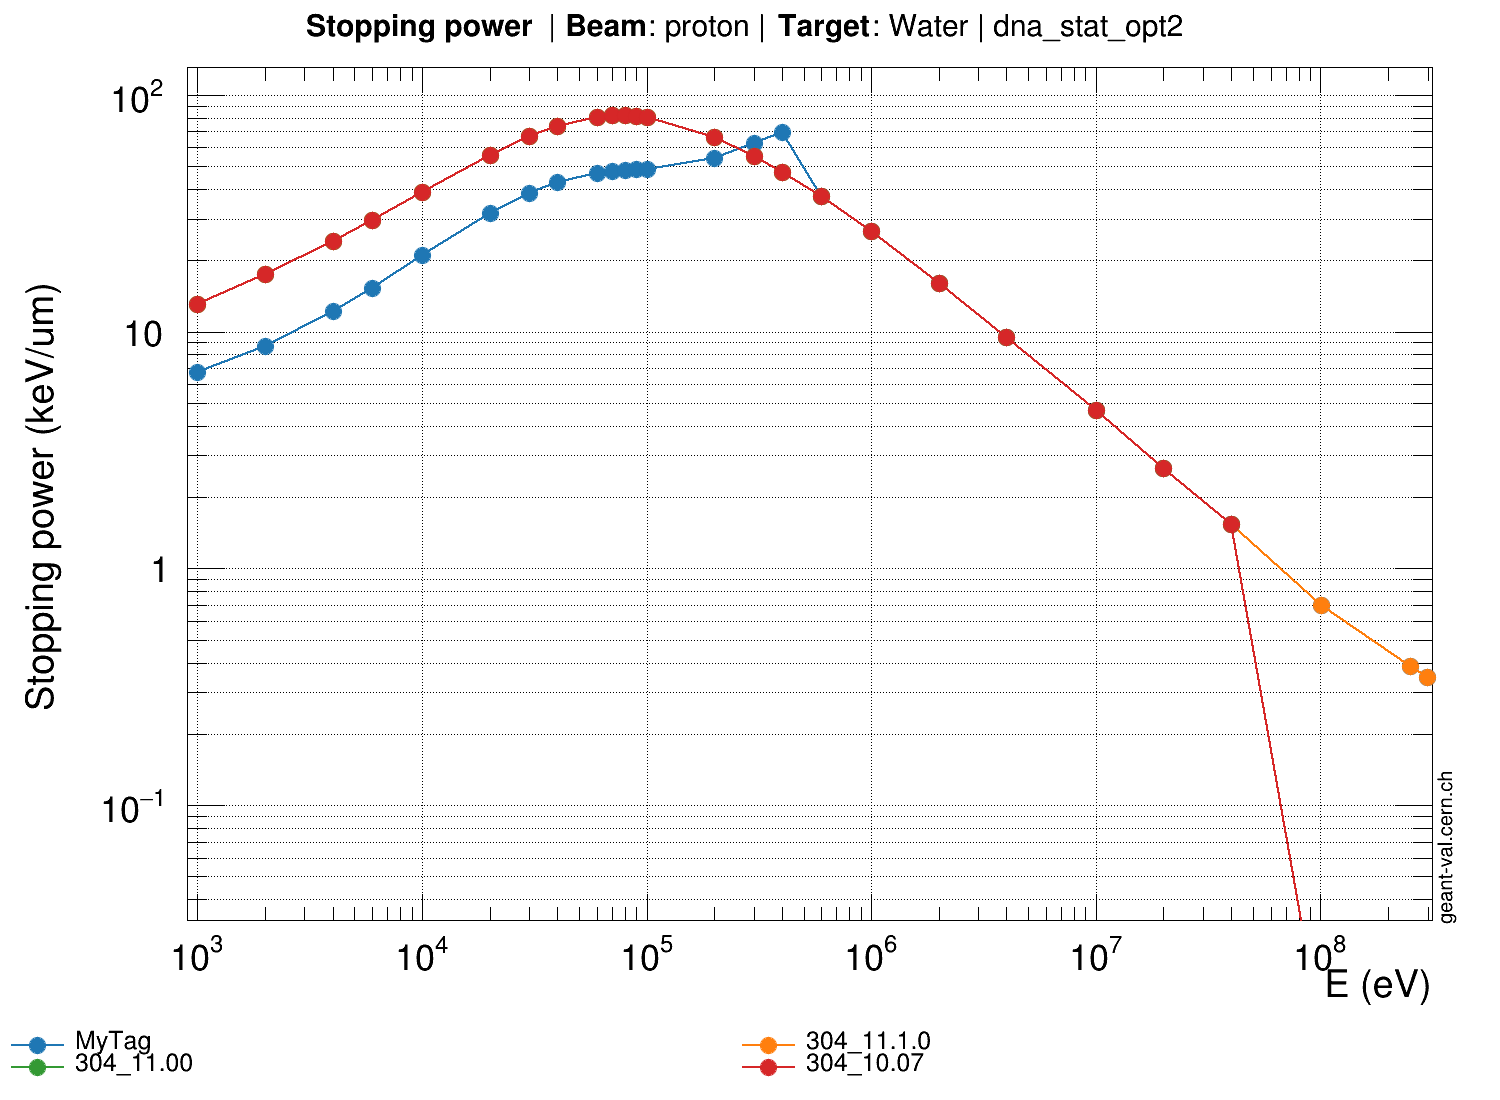 Stopping power | Beam: proton | Target: Water | dna_stat_opt2
Stopping power (keV/um)
10²
10
1
10⁻¹
10³ 10⁴ 10⁵ 10⁶ 10⁷ 10⁸
E (eV)
geant-val.cern.ch
MyTag
304_11.1.0
304_11.00
304_10.07